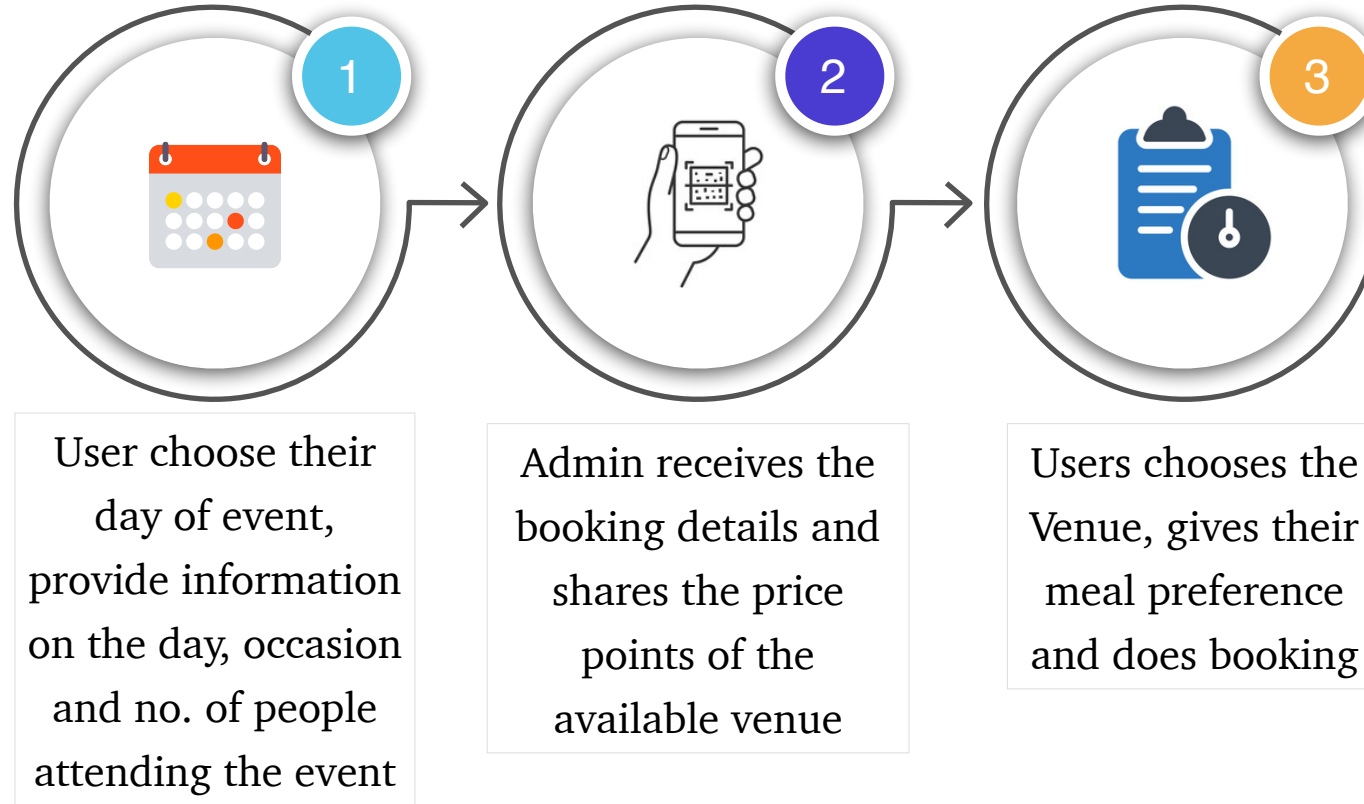 1
2
3
User choose their
day of event,
provide information
on the day, occasion
and no. of people
attending the event
Admin receives the
booking details and
shares the price
points of the
available venue
Users chooses the
Venue, gives their
meal preference
and does booking